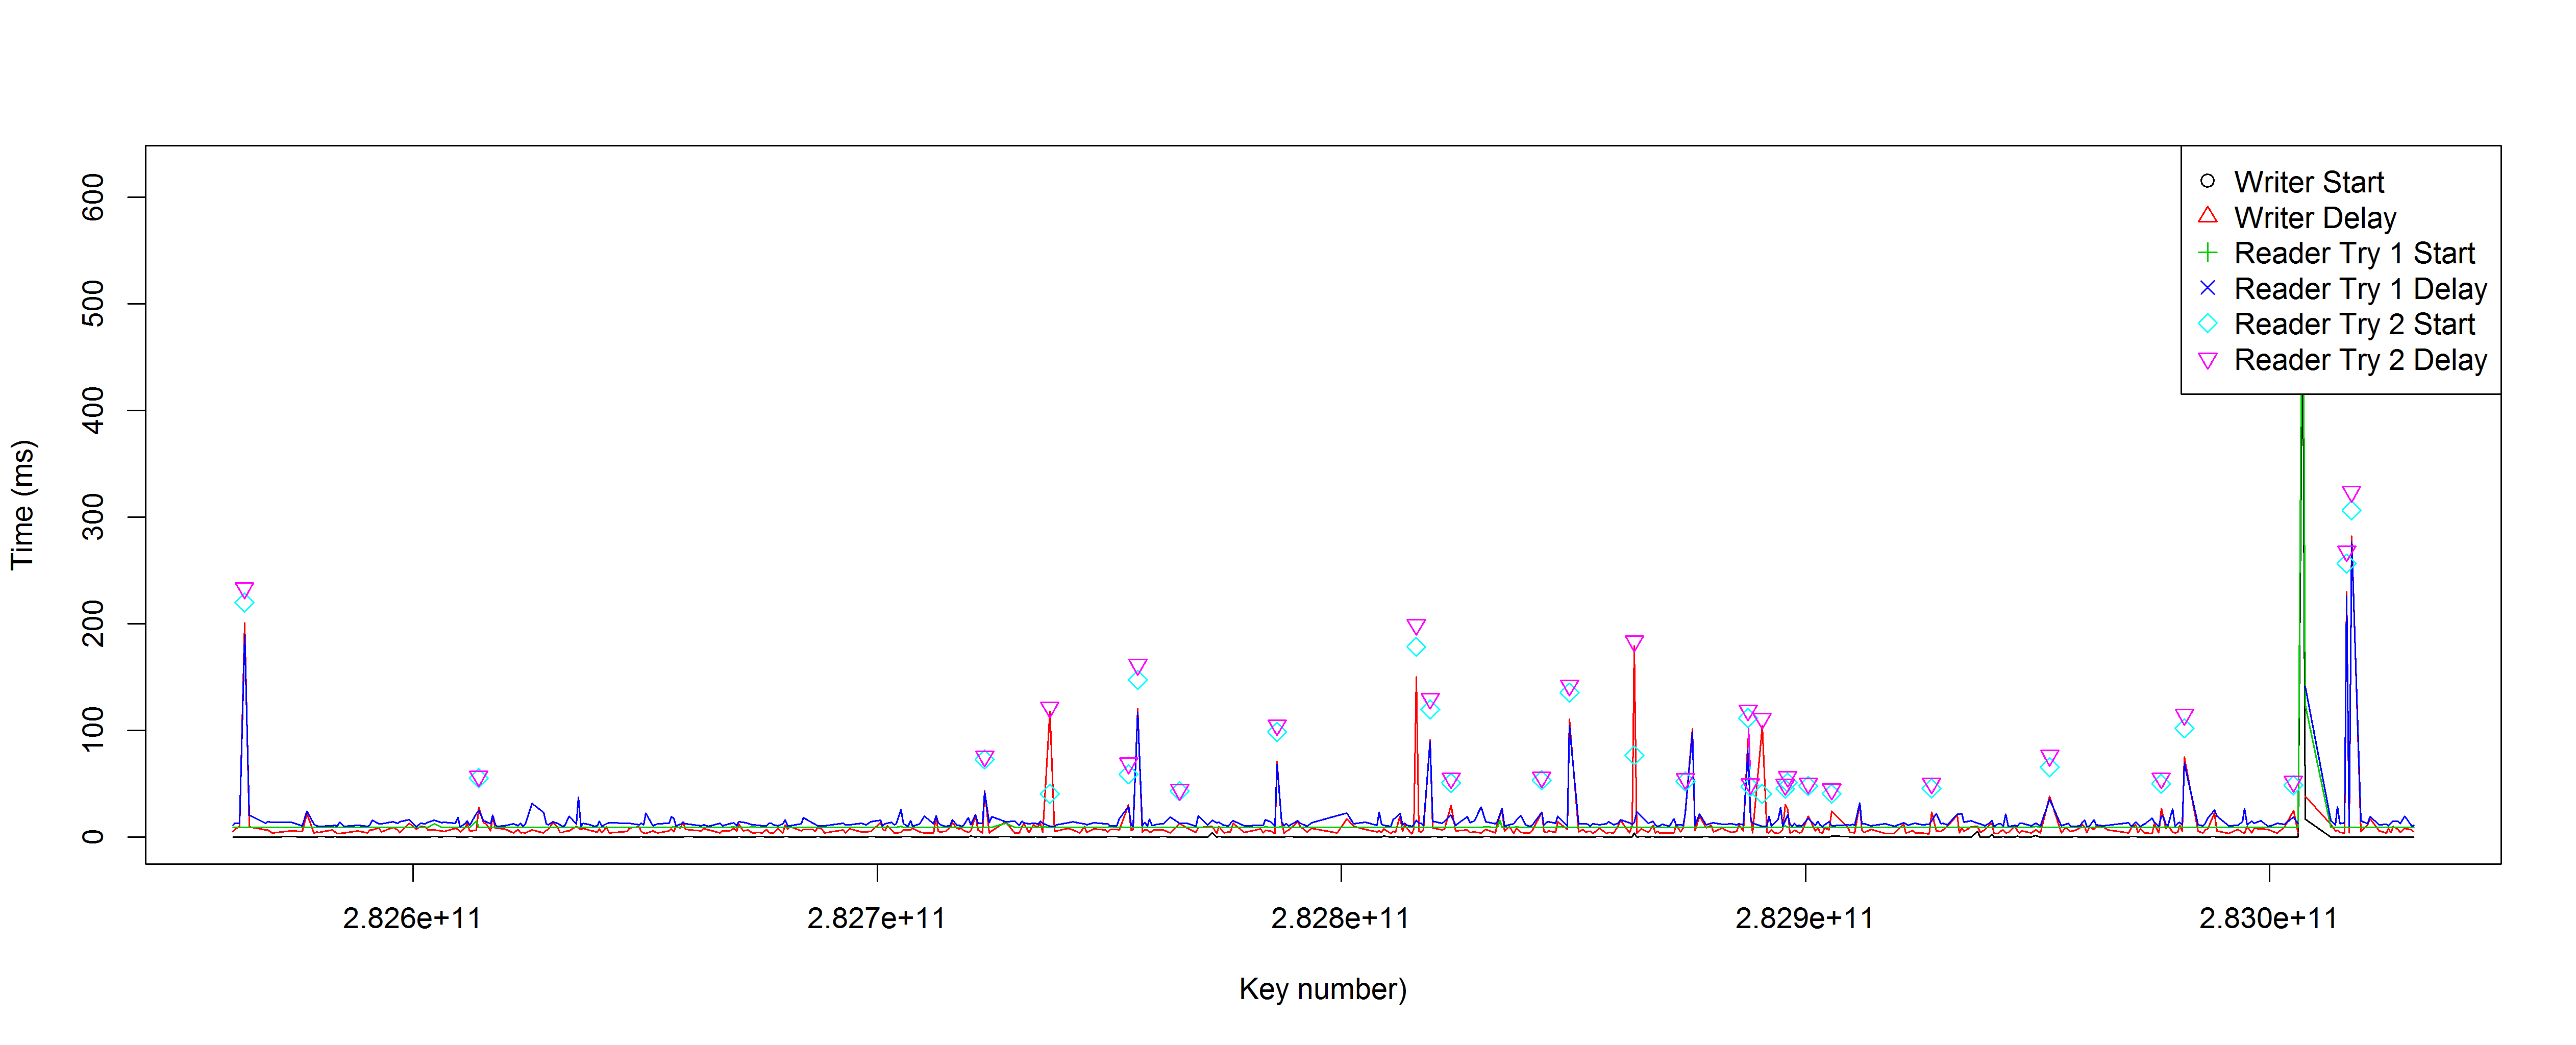 600
500
400
300
200
100
0
Time (ms)
Writer Start
Writer Delay
Reader Try 1 Start
Reader Try 1 Delay
Reader Try 2 Start
Reader Try 2 Delay
2.826e+11 2.827e+11 2.828e+11 2.829e+11 2.830e+11
Key number)